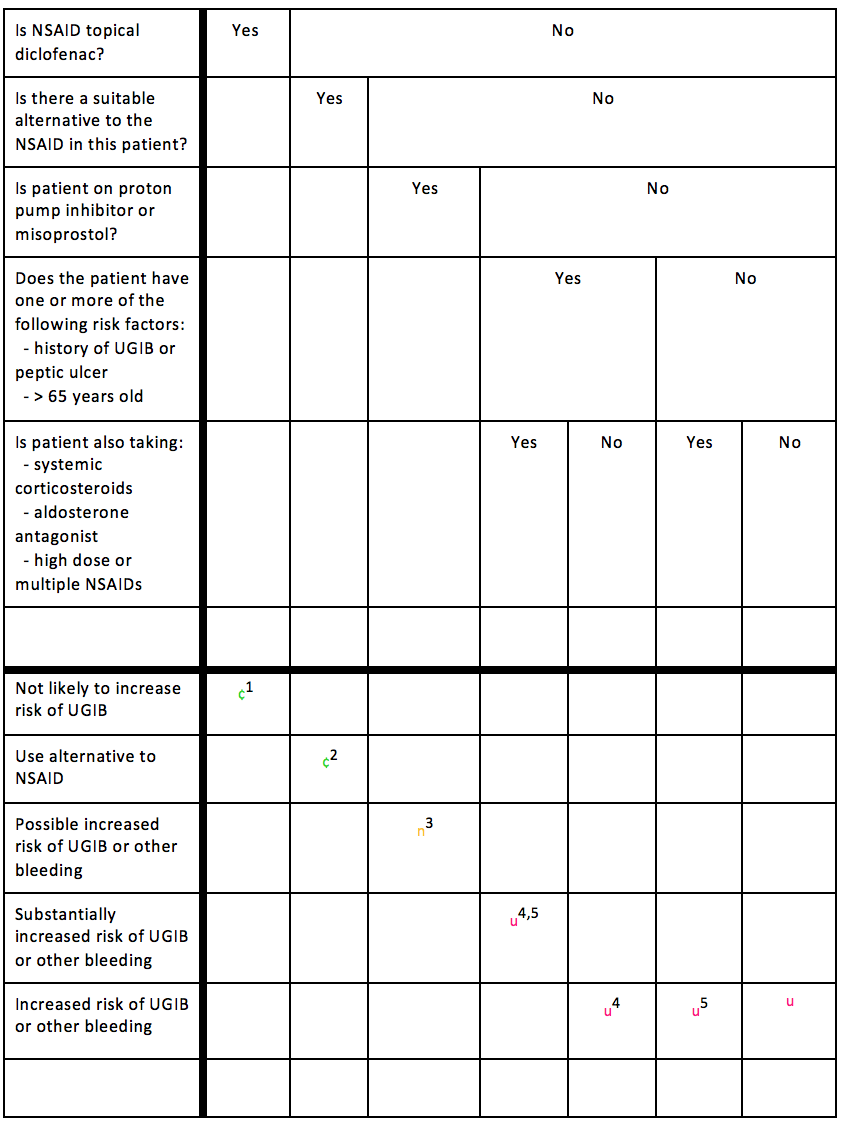 Is NSAID topical
diclofenac?
Yes
No
Is there a suitable
alternative to the
NSAID in this patient?
Yes
No
Is patient on proton
pump inhibitor or
misoprostol?
Yes
No
Does the patient have
one or more of the
following risk factors:
- history of UGIB or
peptic ulcer
- > 65 years old
Yes
No
Is patient also taking:
- systemic
corticosteroids
- aldosterone
antagonist
- high dose or
multiple NSAIDs
Yes
No
Yes
No
Not likely to increase
risk of UGIB
¢1
Use alternative to
NSAID
¢2
Possible increased
risk of UGIB or other
bleeding
n3
Substantially
increased risk of UGIB
or other bleeding
u4,5
Increased risk of UGIB
or other bleeding
u4
u5
u